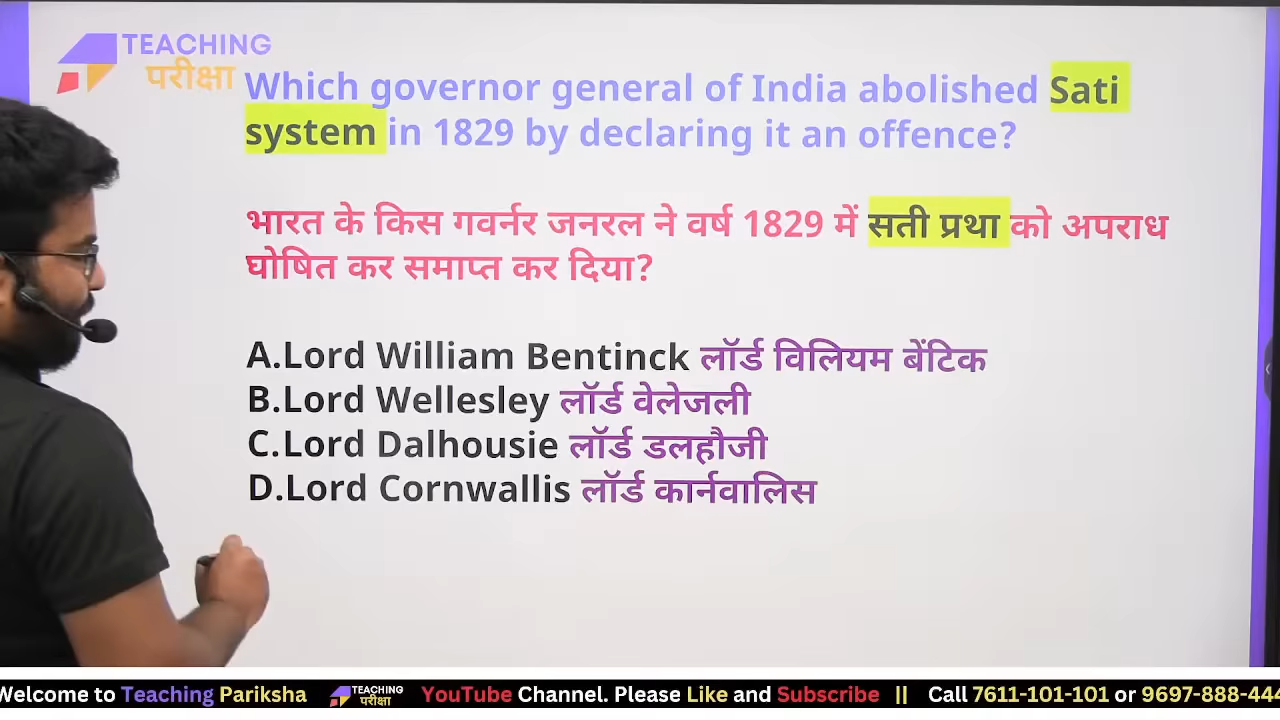 TEACHING
परीक्षा
Which governor general of India abolished Sati
system in 1829 by declaring it an offence?
भारत के किस गवर्नर जनरल ने वर्ष 1829 में सती प्रथा को अपराध
घोषित कर समाप्त कर दिया?
A.Lord William Bentinck लॉर्ड विलियम बेंटिक
B.Lord Wellesley लॉर्ड वेलेजली
C.Lord Dalhousie लॉर्ड डलहौजी
D.Lord Cornwallis लॉर्ड कार्नवालिस
Welcome to Teaching Pariksha TEACHING परीक्षा YouTube Channel. Please Like and Subscribe || Call 7611-101-101 or 9697-888-444